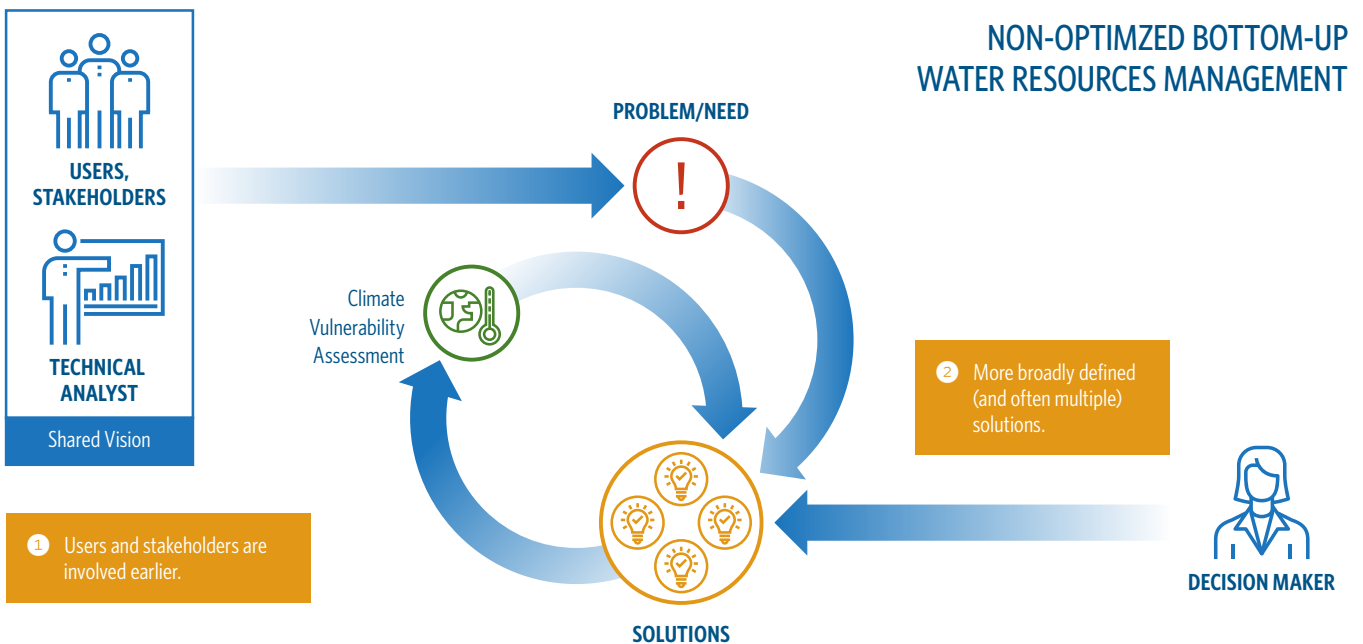 NON-OPTIMZED BOTTOM-UP
WATER RESOURCES MANAGEMENT
USERS,
STAKEHOLDERS
TECHNICAL
ANALYST
Shared Vision
PROBLEM/NEED
!
Climate
Vulnerability
Assessment
2 More broadly defined
(and often multiple)
solutions.
1 Users and stakeholders are
involved earlier.
DECISION MAKER
SOLUTIONS